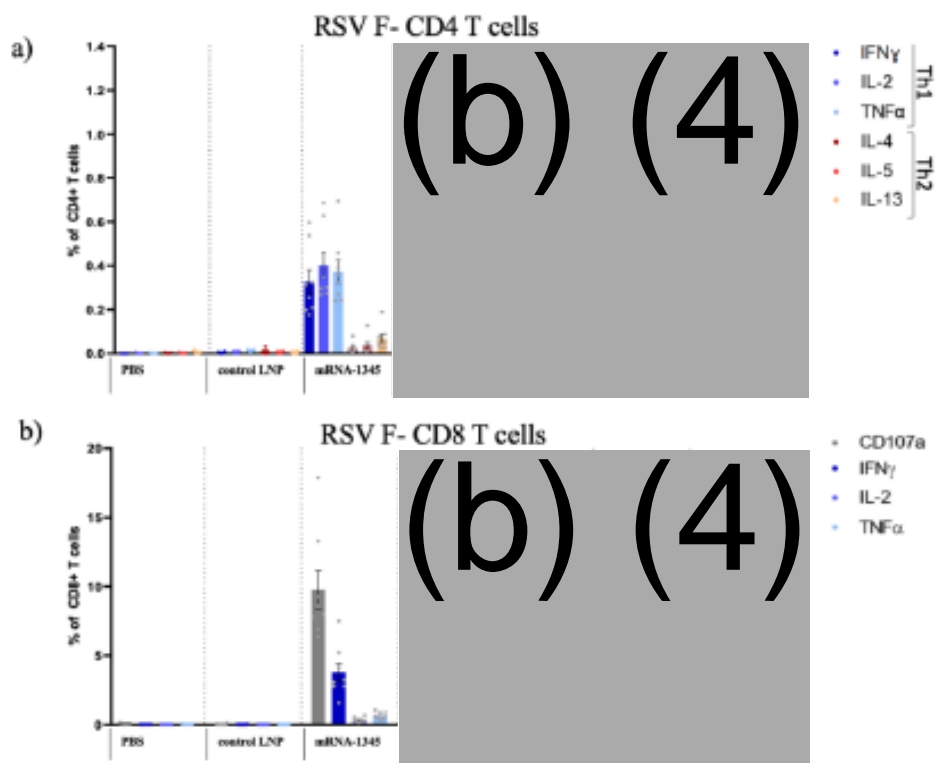 RSV F- CD4 T cells
a)
1.4
1.2
1.0
0.8
0.6
0.4
0.2
0.0
% of CD4+ T cells
PBS
control LNP
mRNA-1345
(b) (4)
IFNγ
IL-2
TNFα
Th1
IL-4
IL-5
IL-13
Th2
b)
RSV F- CD8 T cells
20
15
10
5
0
% of CD8+ T cells
PBS
control LNP
mRNA-1345
(b) (4)
CD107a
IFNγ
IL-2
TNFα